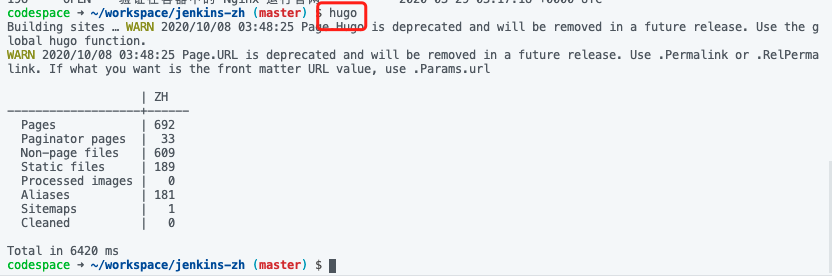 codespace ➜ ~/workspace/jenkins-zh (master) $ hugo
Building sites … WARN 2020/10/08 03:48:25 Page.Hugo is deprecated and will be removed in a future release. Use the g
lobal hugo function.
WARN 2020/10/08 03:48:25 Page.URL is deprecated and will be removed in a future release. Use .Permalink or .RelPerma
link. If what you want is the front matter URL value, use .Params.url
                   | ZH
-------------------+------
  Pages            | 692
  Paginator pages  |  33
  Non-page files   | 609
  Static files     | 189
  Processed images |   0
  Aliases          | 181
  Sitemaps         |   1
  Cleaned          |   0
Total in 6420 ms
codespace ➜ ~/workspace/jenkins-zh (master) $